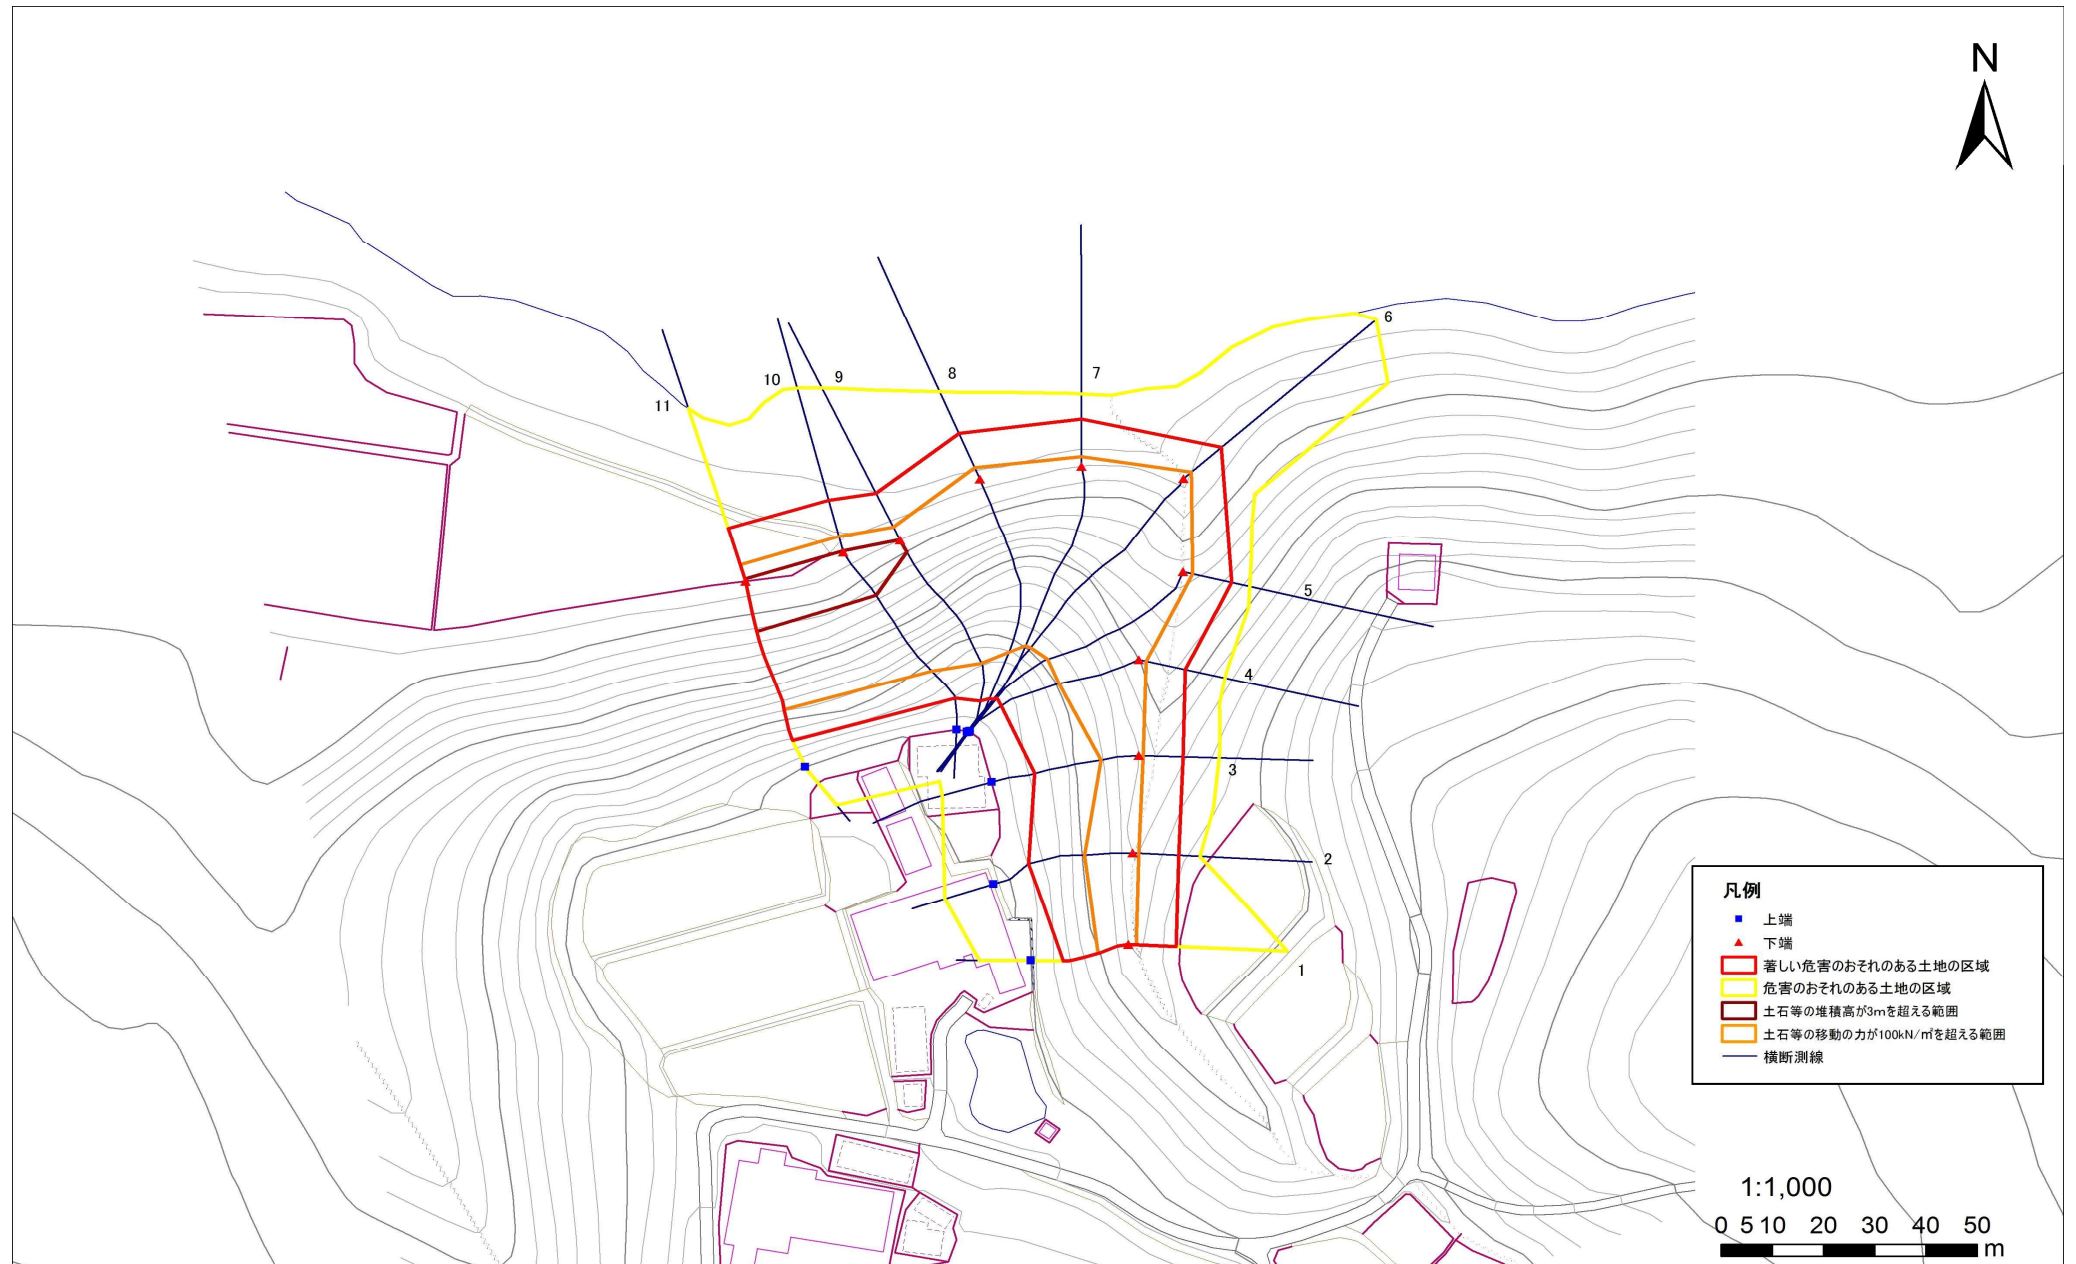 N
6
7
8
9
10
11
5
4
3
2
1
凡例
上端
下端
著しい危害のおそれのある土地の区域
危害のおそれのある土地の区域
土石等の堆積高が3mを超える範囲
土石等の移動の力が100kN/㎡を超える範囲
横断測線
1:1,000
0 5 10 20 30 40 50
m